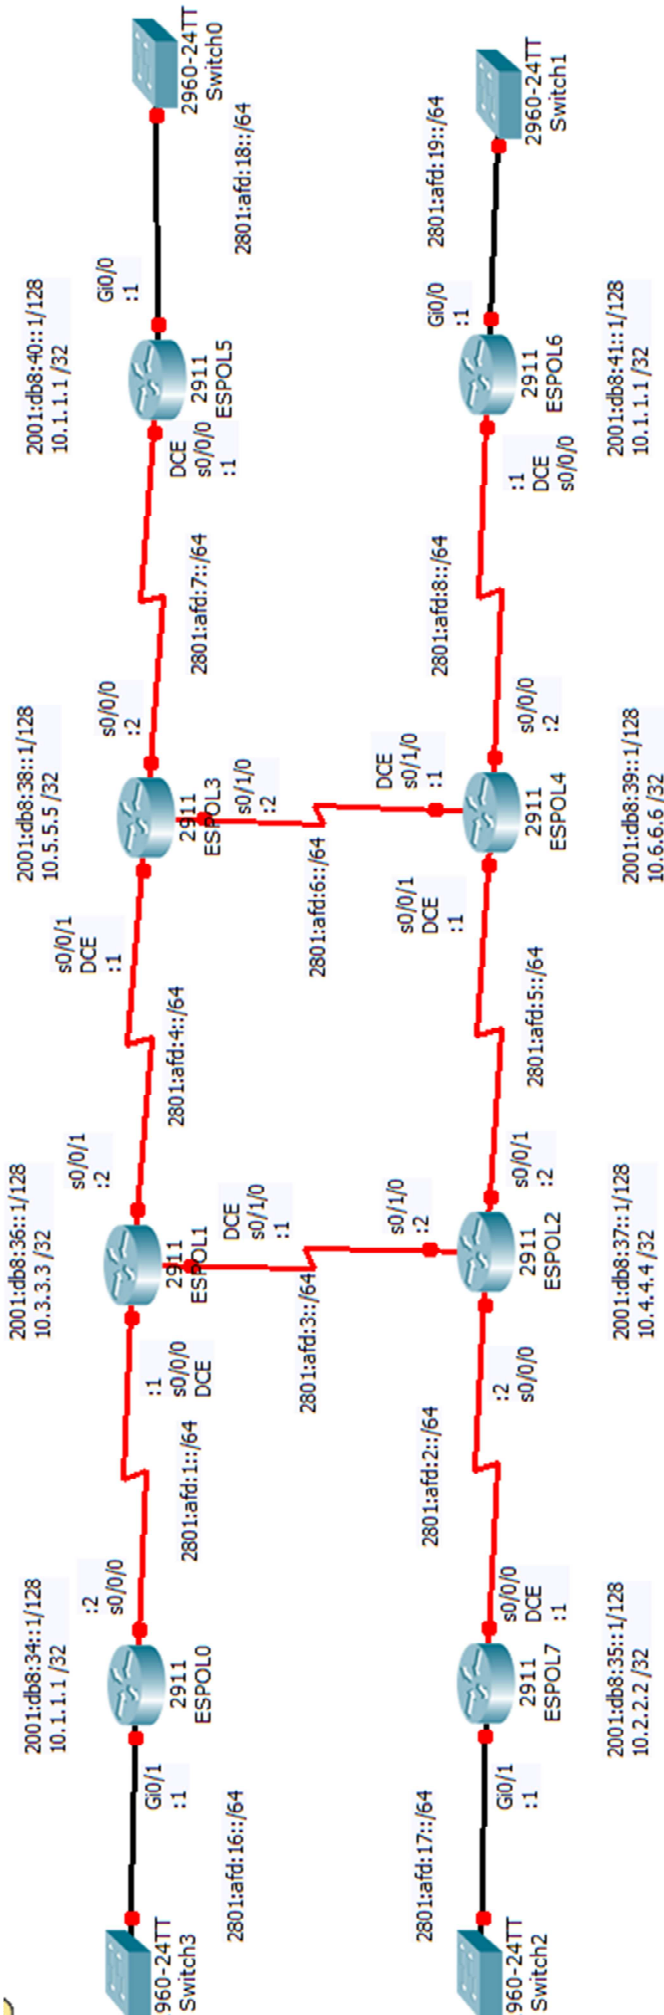 2001:db8:34::1/128
10.1.1.1 /32
2001:db8:36::1/128
10.3.3.3 /32
2001:db8:38::1/128
10.5.5.5 /32
2001:db8:40::1/128
10.1.1.1 /32
960-24TT
Switch3
2801:afd:16::/64
Gi0/1
:1
2911
ESPOL0
:2
s0/0/0
2801:afd:1::/64
:1
s0/0/0
DCE
2911
ESPOL1
s0/0/1
:2
2801:afd:4::/64
s0/0/1
DCE
:1
2911
ESPOL3
s0/0/0
:2
2801:afd:7::/64
DCE
s0/0/0
:1
2911
ESPOL5
Gi0/0
:1
2801:afd:18::/64
2960-24TT
Switch0
DCE
s0/1/0
:1
2801:afd:3::/64
s0/1/0
:2
s0/1/0
:2
2801:afd:6::/64
DCE
s0/1/0
:1
960-24TT
Switch2
2801:afd:17::/64
Gi0/1
:1
2911
ESPOL7
s0/0/0
DCE
:1
2801:afd:2::/64
:2
s0/0/0
2911
ESPOL2
s0/0/1
:2
2801:afd:5::/64
s0/0/1
DCE
:1
2911
ESPOL4
s0/0/0
:2
2801:afd:8::/64
:1
DCE
s0/0/0
2911
ESPOL6
Gi0/0
:1
2801:afd:19::/64
2960-24TT
Switch1
2001:db8:35::1/128
10.2.2.2 /32
2001:db8:37::1/128
10.4.4.4 /32
2001:db8:39::1/128
10.6.6.6 /32
2001:db8:41::1/128
10.1.1.1 /32